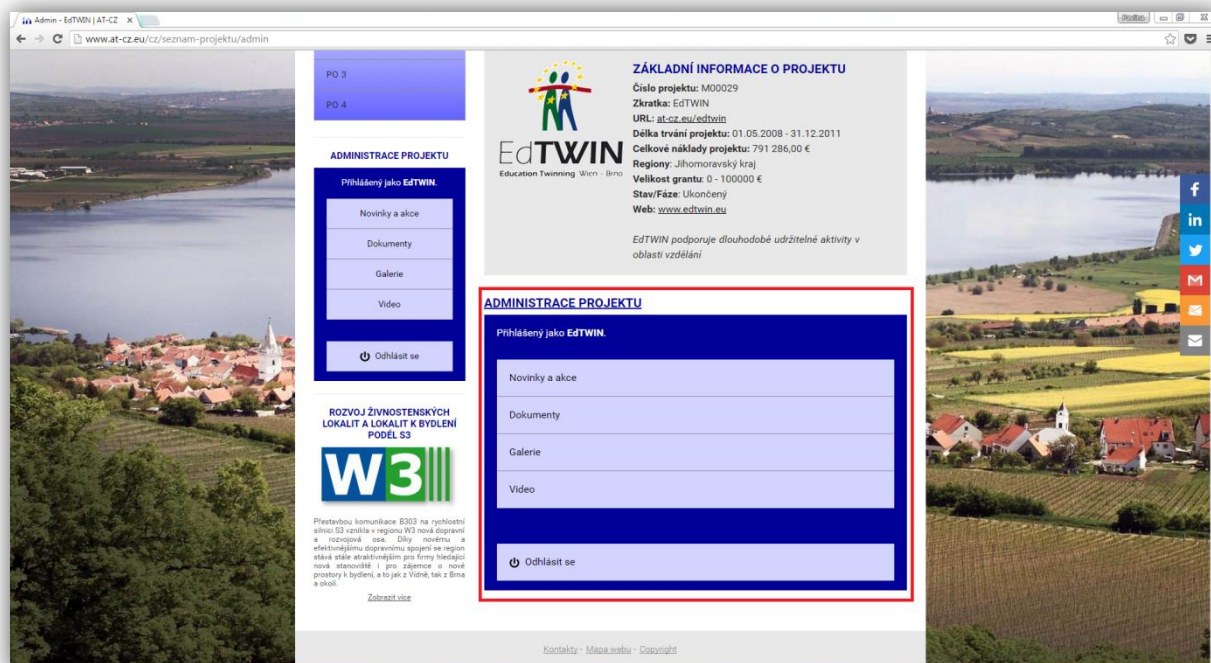 Admin - EdTWIN | AT-CZ
www.at-cz.eu/cz/seznam-projektu/admin
PO 3
PO 4
ADMINISTRACE PROJEKTU
Přihlášený jako EdTWIN.
Novinky a akce
Dokumenty
Galerie
Video
Odhlásit se
ROZVOJ ŽIVNOSTENSKÝCH
LOKALIT A LOKALIT K BYDLENÍ
PODÉL S3
W3
Přestavbou komunikace B303 na rychlostní
silnici S3 vznikla v regionu W3 nová dopravní
a rozvojová osa. Díky novému a
efektivnějšímu dopravnímu spojení se region
stává stále atraktivnějším pro firmy hledající
nová stanoviště i pro zájemce o nové
prostory k bydlení, a to jak z Vídně, tak z Brna
a okolí.
Zobrazit více
EdTWIN
Education Twinning Wien - Brno
ZÁKLADNÍ INFORMACE O PROJEKTU
Číslo projektu: M00029
Zkratka: EdTWIN
URL: at-cz.eu/edtwin
Délka trvání projektu: 01.05.2008 - 31.12.2011
Celkové náklady projektu: 791 286,00 €
Regiony: Jihomoravský kraj
Velikost grantu: 0 - 100000 €
Stav/Fáze: Ukončený
Web: www.edtwin.eu
EdTWIN podporuje dlouhodobě udržitelné aktivity v
oblasti vzdělání
ADMINISTRACE PROJEKTU
Přihlášený jako EdTWIN.
Novinky a akce
Dokumenty
Galerie
Video
Odhlásit se
Kontakty - Mapa webu - Copyright